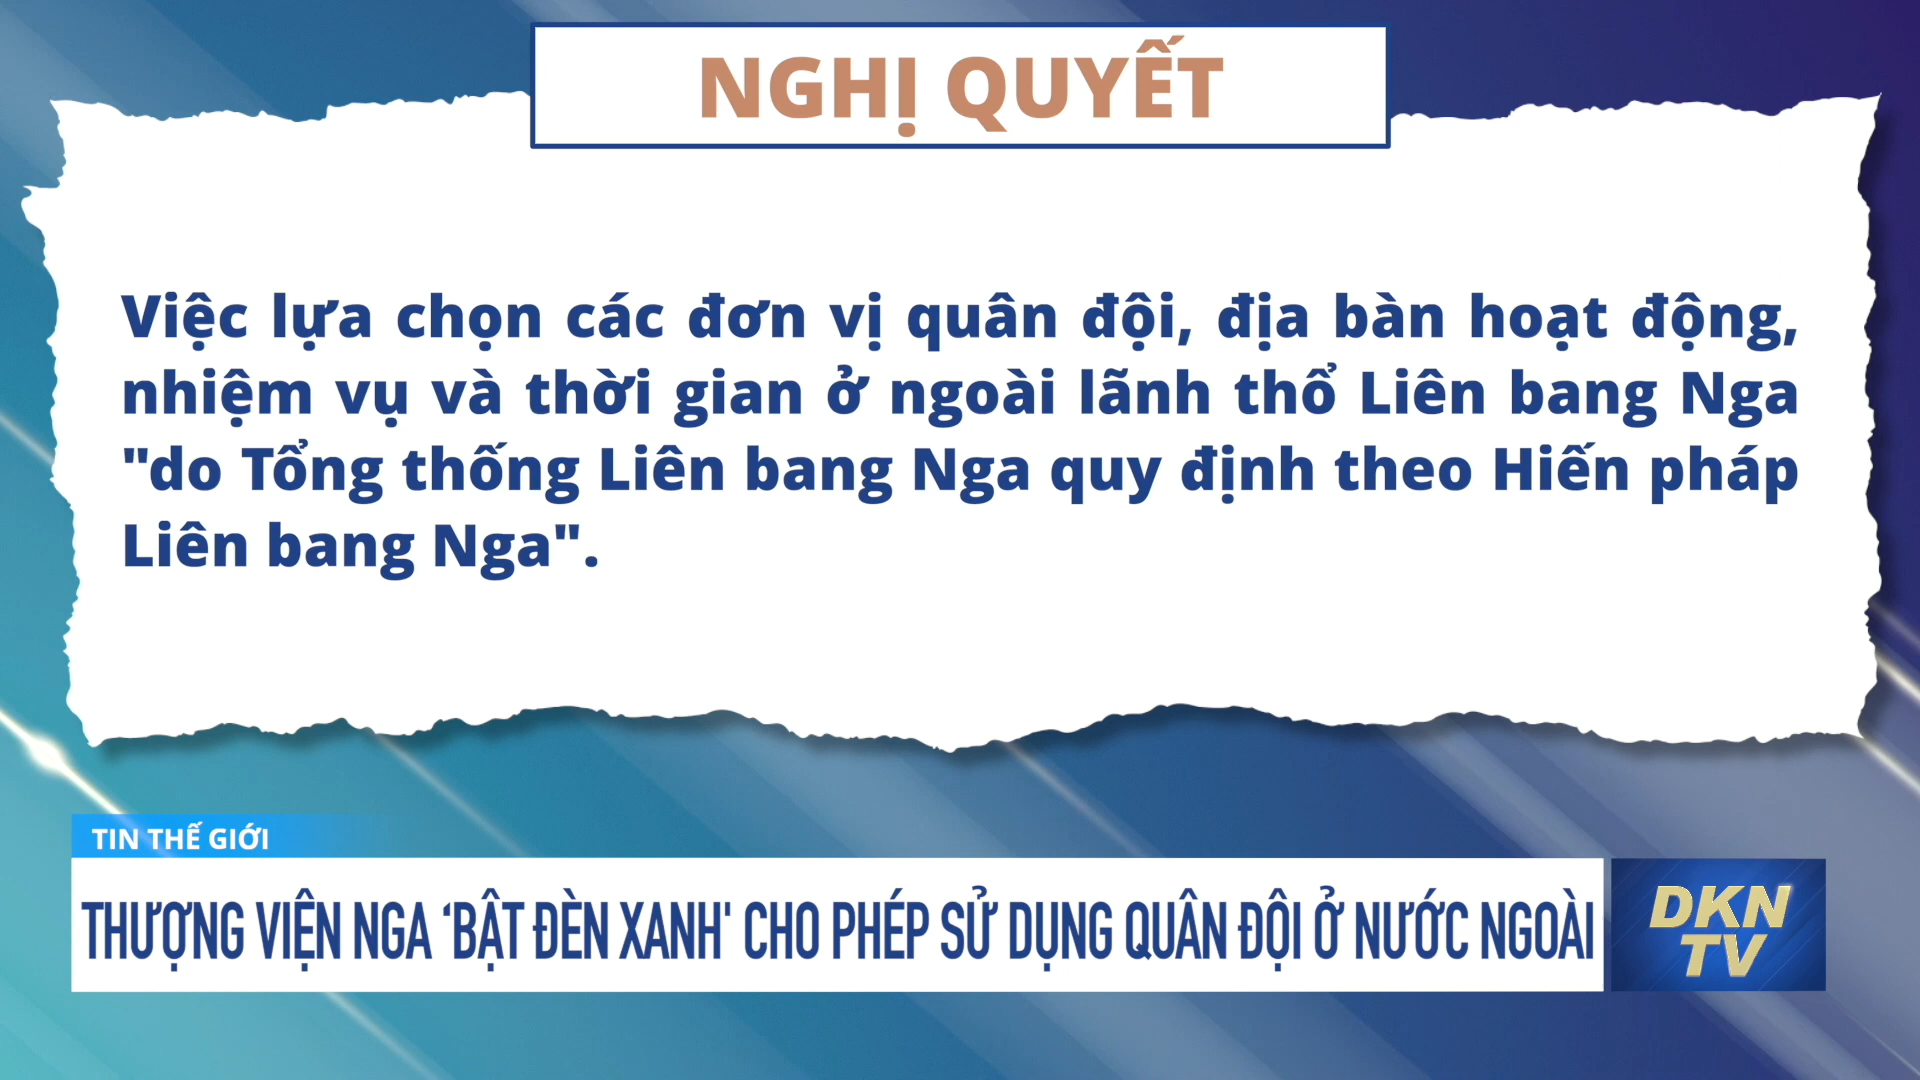 NGHỊ QUYẾT
Việc lựa chọn các đơn vị quân đội, địa bàn hoạt động,
nhiệm vụ và thời gian ở ngoài lãnh thổ Liên bang Nga
"do Tổng thống Liên bang Nga quy định theo Hiến pháp
Liên bang Nga".
TIN THẾ GIỚI
THƯỢNG VIỆN NGA ‘BẬT ĐÈN XANH' CHO PHÉP SỬ DỤNG QUÂN ĐỘI Ở NƯỚC NGOÀI
DKN
TV